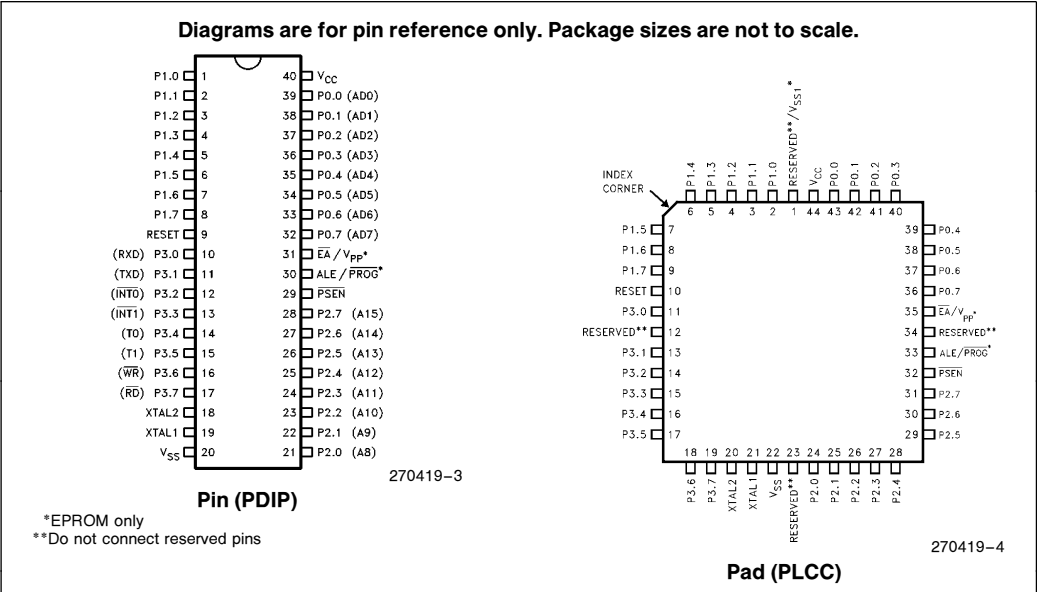 Diagrams are for pin reference only. Package sizes are not to scale.
P1.0 1 40 VCC
P1.1 2 39 P0.0 (AD0)
P1.2 3 38 P0.1 (AD1)
P1.3 4 37 P0.2 (AD2)
P1.4 5 36 P0.3 (AD3)
P1.5 6 35 P0.4 (AD4)
P1.6 7 34 P0.5 (AD5)
P1.7 8 33 P0.6 (AD6)
RESET 9 32 P0.7 (AD7)
(RXD) P3.0 10 31 EA/VPP*
(TXD) P3.1 11 30 ALE/PROG*
(INT0) P3.2 12 29 PSEN
(INT1) P3.3 13 28 P2.7 (A15)
(T0) P3.4 14 27 P2.6 (A14)
(T1) P3.5 15 26 P2.5 (A13)
(WR) P3.6 16 25 P2.4 (A12)
(RD) P3.7 17 24 P2.3 (A11)
XTAL2 18 23 P2.2 (A10)
XTAL1 19 22 P2.1 (A9)
VSS 20 21 P2.0 (A8)
270419-3
Pin (PDIP)
*EPROM only
**Do not connect reserved pins
INDEX
CORNER
P1.4 P1.3 P1.2 P1.1 P1.0 RESERVED**/VSS1* VCC P0.0 P0.1 P0.2 P0.3
6 5 4 3 2 1 44 43 42 41 40
P1.5 7 39 P0.4
P1.6 8 38 P0.5
P1.7 9 37 P0.6
RESET 10 36 P0.7
P3.0 11 35 EA/VPP*
RESERVED** 12 34 RESERVED**
P3.1 13 33 ALE/PROG*
P3.2 14 32 PSEN
P3.3 15 31 P2.7
P3.4 16 30 P2.6
P3.5 17 29 P2.5
18 19 20 21 22 23 24 25 26 27 28
P3.6 P3.7 XTAL2 XTAL1 VSS RESERVED** P2.0 P2.1 P2.2 P2.3 P2.4
270419-4
Pad (PLCC)